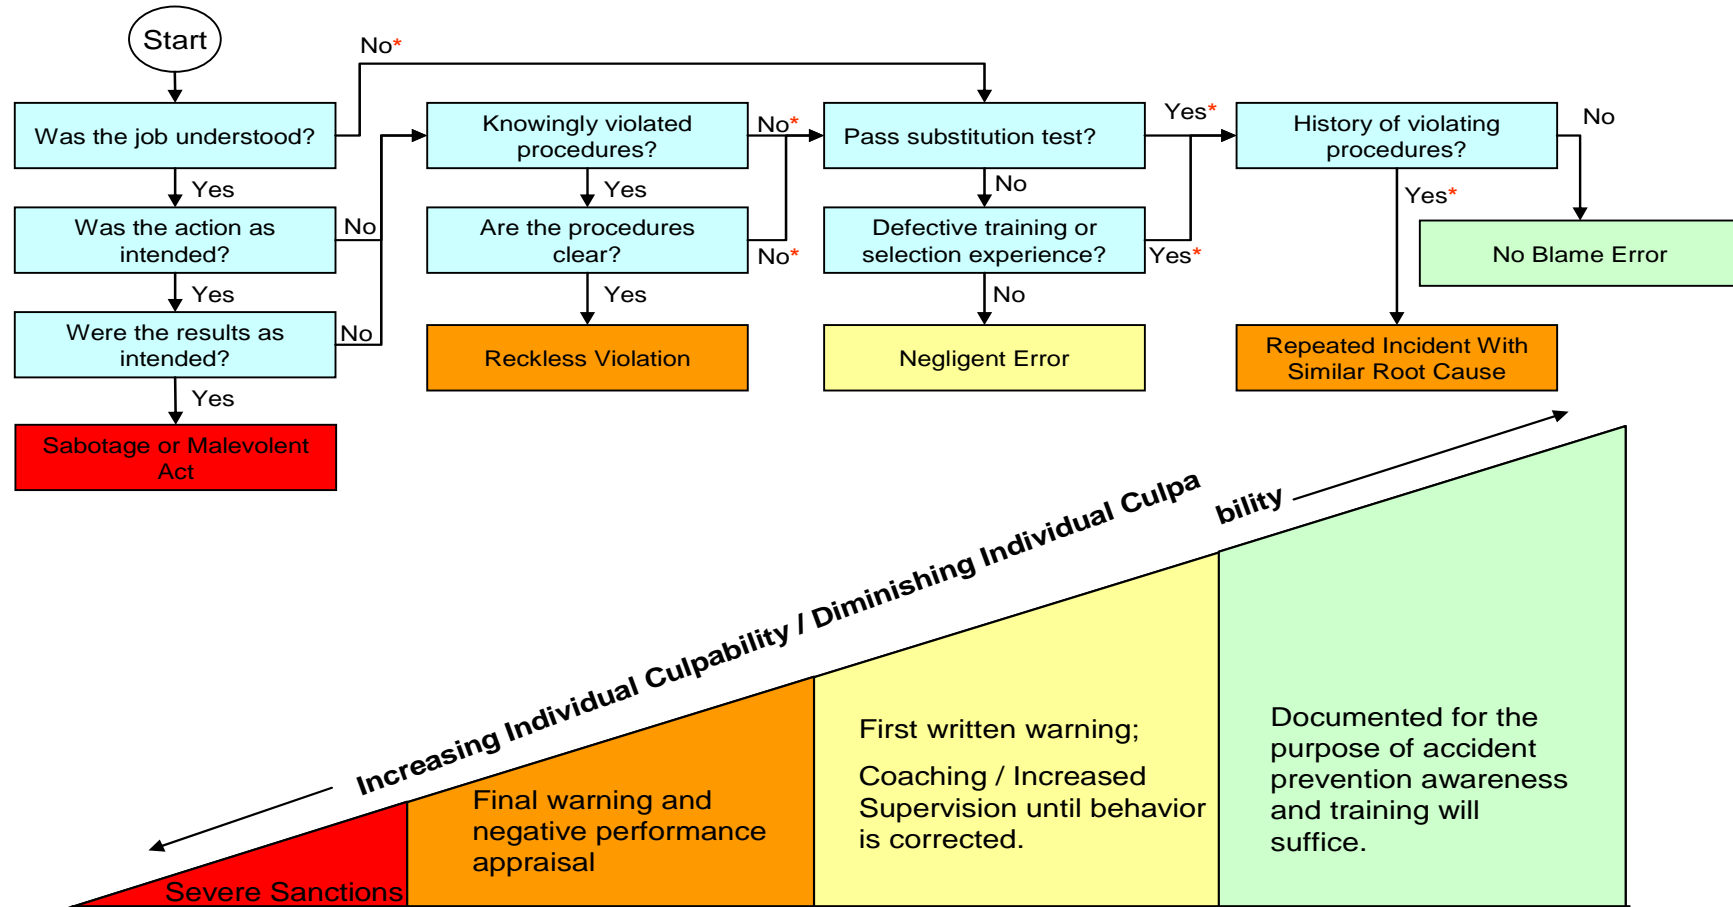 Start
No*
Was the job understood?
Yes
Was the action as
intended?
No
Yes
Were the results as
intended?
No
Yes
Sabotage or Malevolent
Act
Knowingly violated
procedures?
No*
Yes
Are the procedures
clear?
No*
Yes
Reckless Violation
Pass substitution test?
Yes*
No
Defective training or
selection experience?
Yes*
No
Negligent Error
History of violating
procedures?
No
Yes*
No Blame Error
Repeated Incident With
Similar Root Cause
Increasing Individual Culpability / Diminishing Individual Culpa
bility
Severe Sanctions
Final warning and
negative performance
appraisal
First written warning;
Coaching / Increased
Supervision until behavior
is corrected.
Documented for the
purpose of accident
prevention awareness
and training will
suffice.